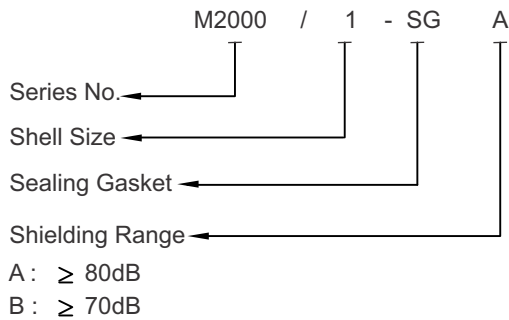 M2000 / 1 - SG A
Series No.
Shell Size
Sealing Gasket
Shielding Range
A : ≥ 80dB
B : ≥ 70dB